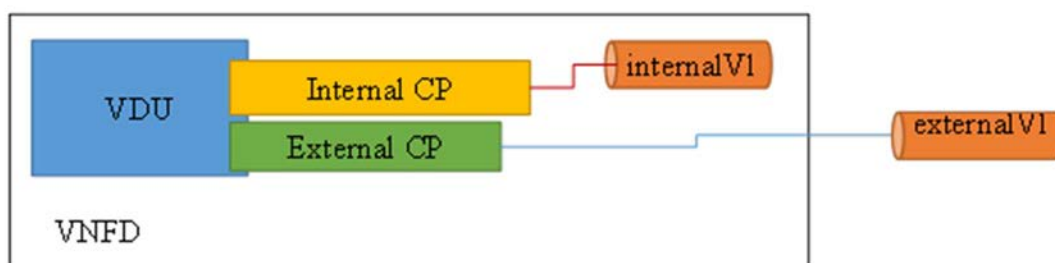 VDU
Internal CP
internalVl
External CP
externalVl
VNFD